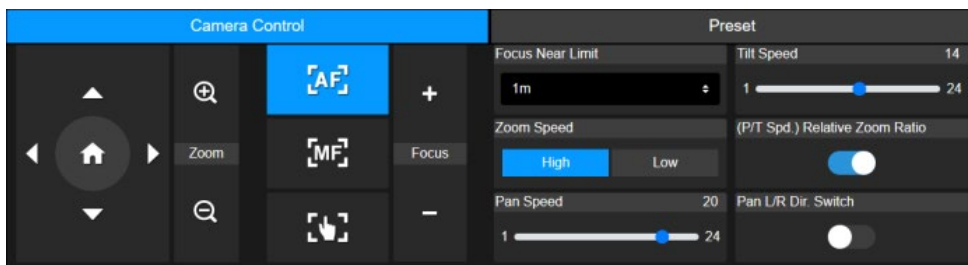 Camera Control
Preset
Focus Near Limit
1m
Tilt Speed 14
1 24
AF
Zoom
MF
Focus
Zoom Speed
High Low
(P/T Spd.) Relative Zoom Ratio
Pan Speed 20
1 24
Pan L/R Dir. Switch